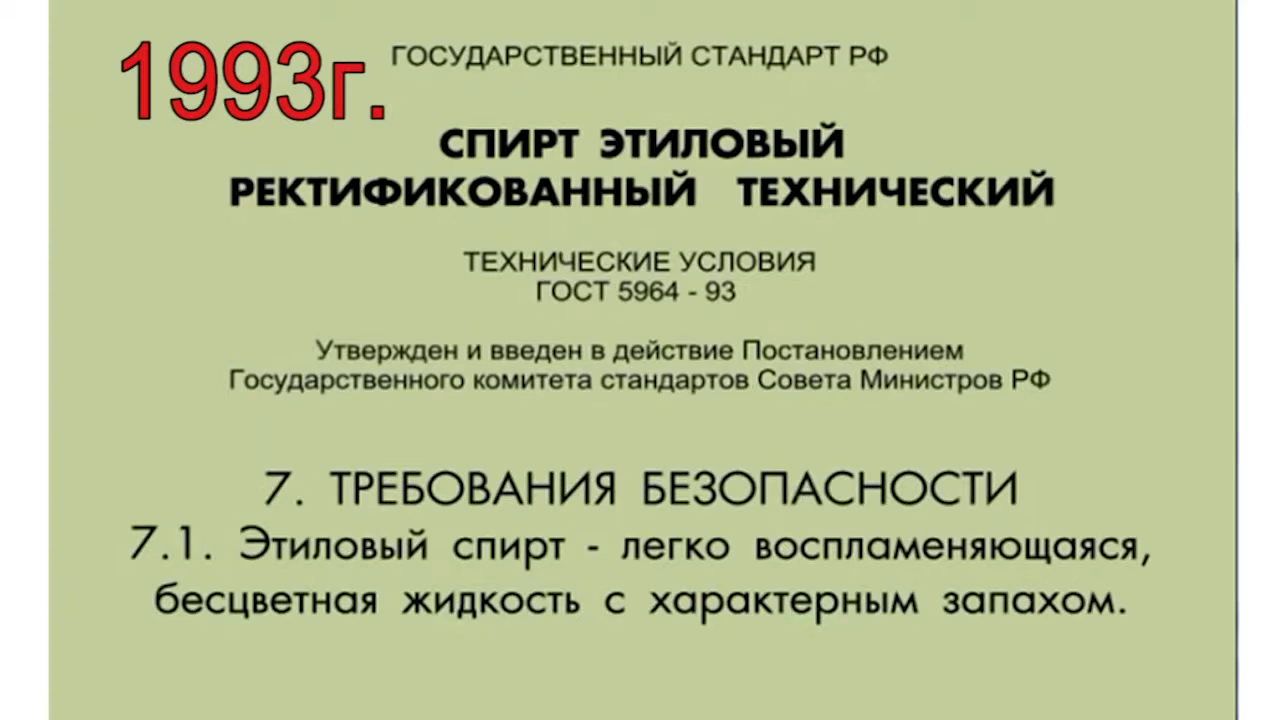 1993г.
ГОСУДАРСТВЕННЫЙ СТАНДАРТ РФ
СПИРТ ЭТИЛОВЫЙ
РЕКТИФИКОВАННЫЙ ТЕХНИЧЕСКИЙ
ТЕХНИЧЕСКИЕ УСЛОВИЯ
ГОСТ 5964 - 93
Утвержден и введен в действие Постановлением
Государственного комитета стандартов Совета Министров РФ
7. ТРЕБОВАНИЯ БЕЗОПАСНОСТИ
7.1. Этиловый спирт - легко воспламеняющаяся,
бесцветная жидкость с характерным запахом.